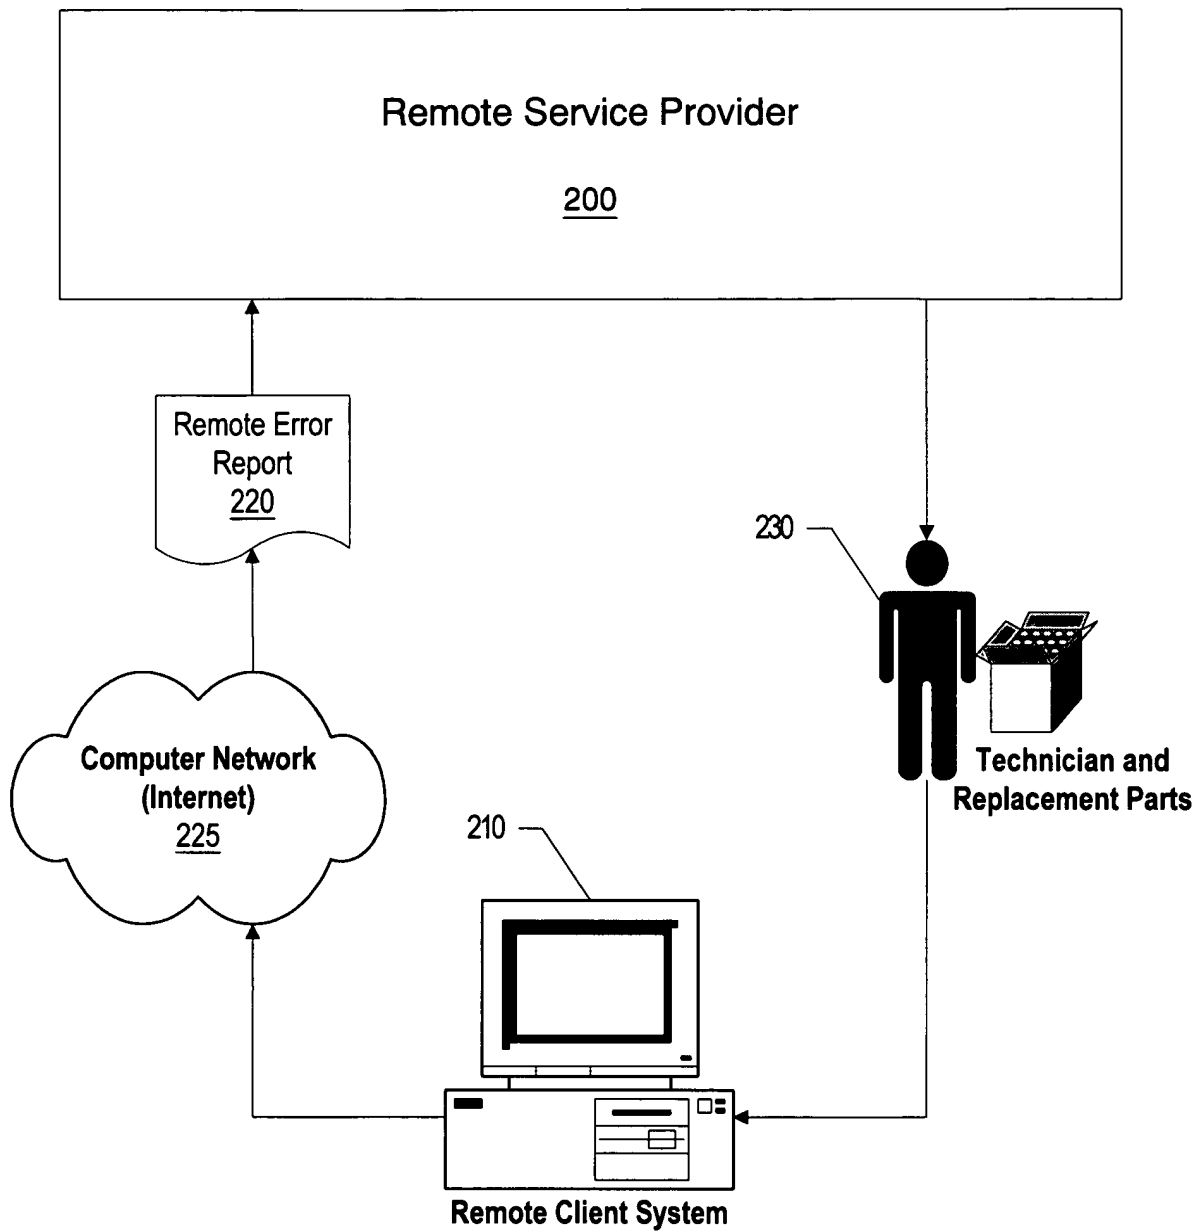 Remote Service Provider
200
Remote Error
Report
220
230
Technician and
Replacement Parts
Computer Network
(Internet)
225
210
Remote Client System